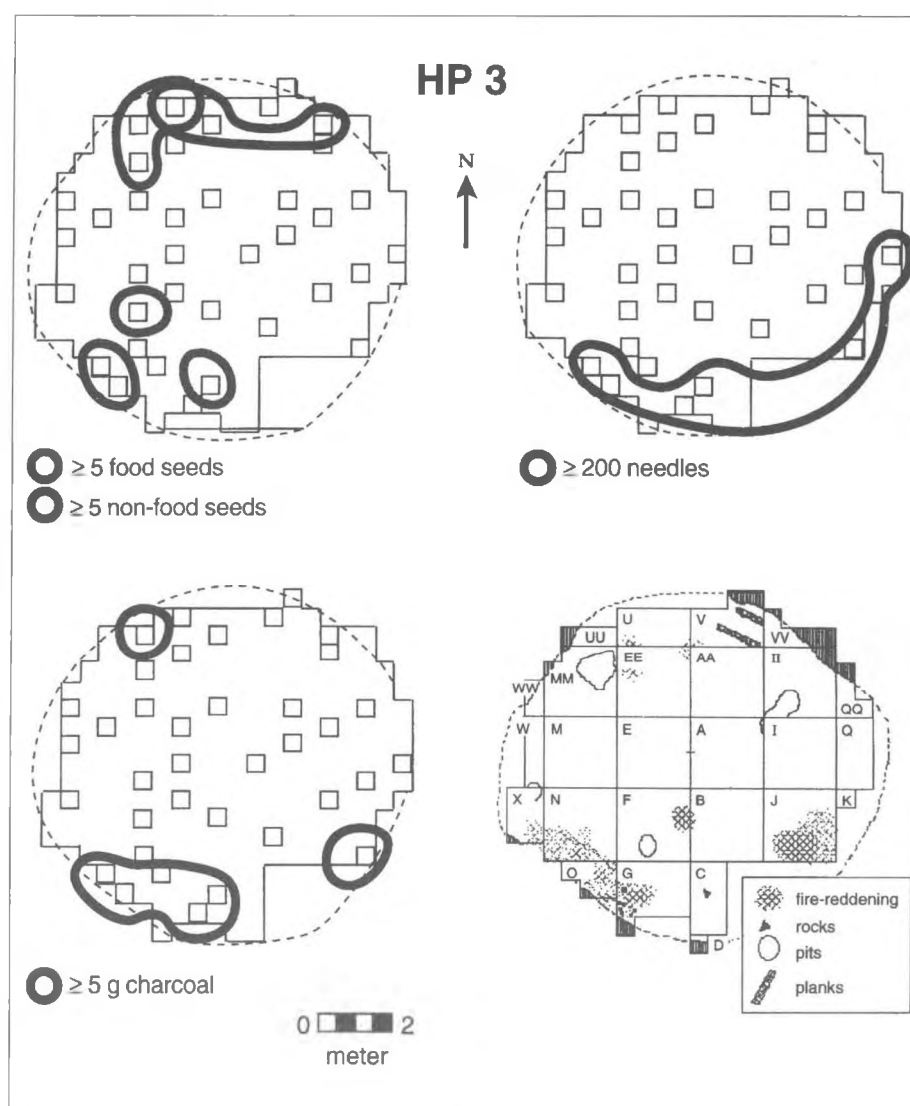 HP 3
N
≥ 5 food seeds
≥ 5 non-food seeds
≥ 200 needles
≥ 5 g charcoal
0 2
meter
U V
UU VV
EE AA II
MM
WW QQ
W M E A I Q
X N F B J K
O G C
D
fire-reddening
rocks
pits
planks